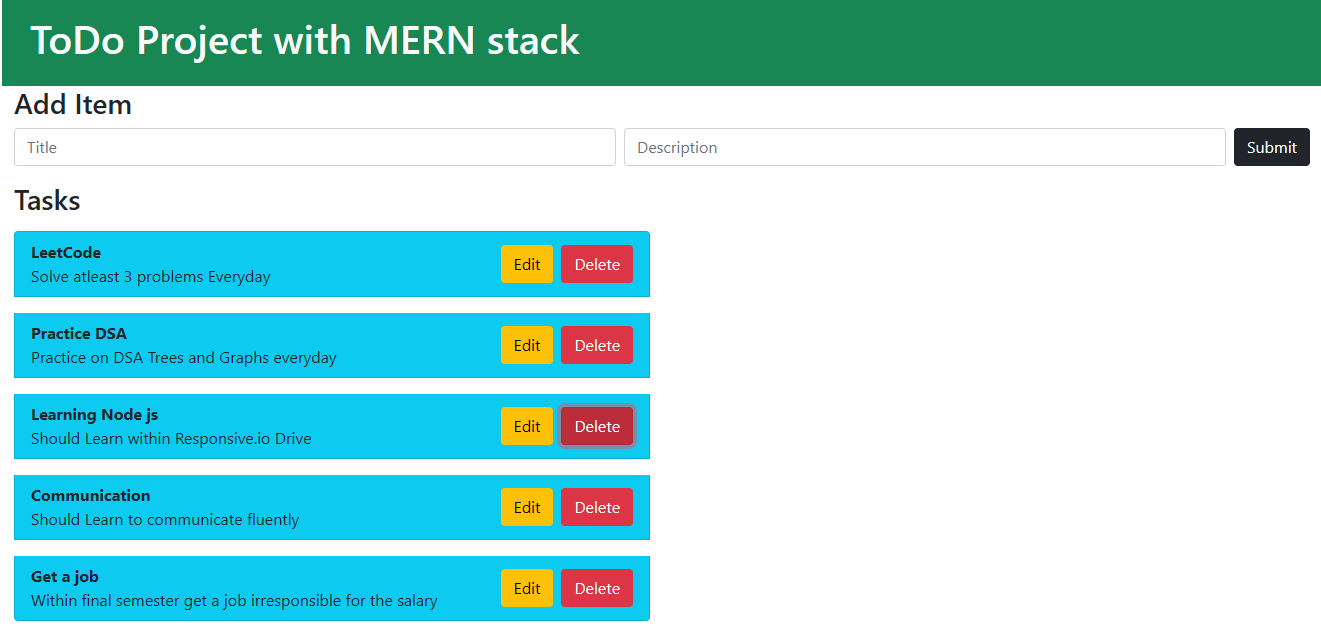 ToDo Project with MERN stack
Add Item
Title Description Submit
Tasks
LeetCode
Solve atleast 3 problems Everyday
Edit Delete
Practice DSA
Practice on DSA Trees and Graphs everyday
Edit Delete
Learning Node js
Should Learn within Responsive.io Drive
Edit Delete
Communication
Should Learn to communicate fluently
Edit Delete
Get a job
Within final semester get a job irresponsible for the salary
Edit Delete